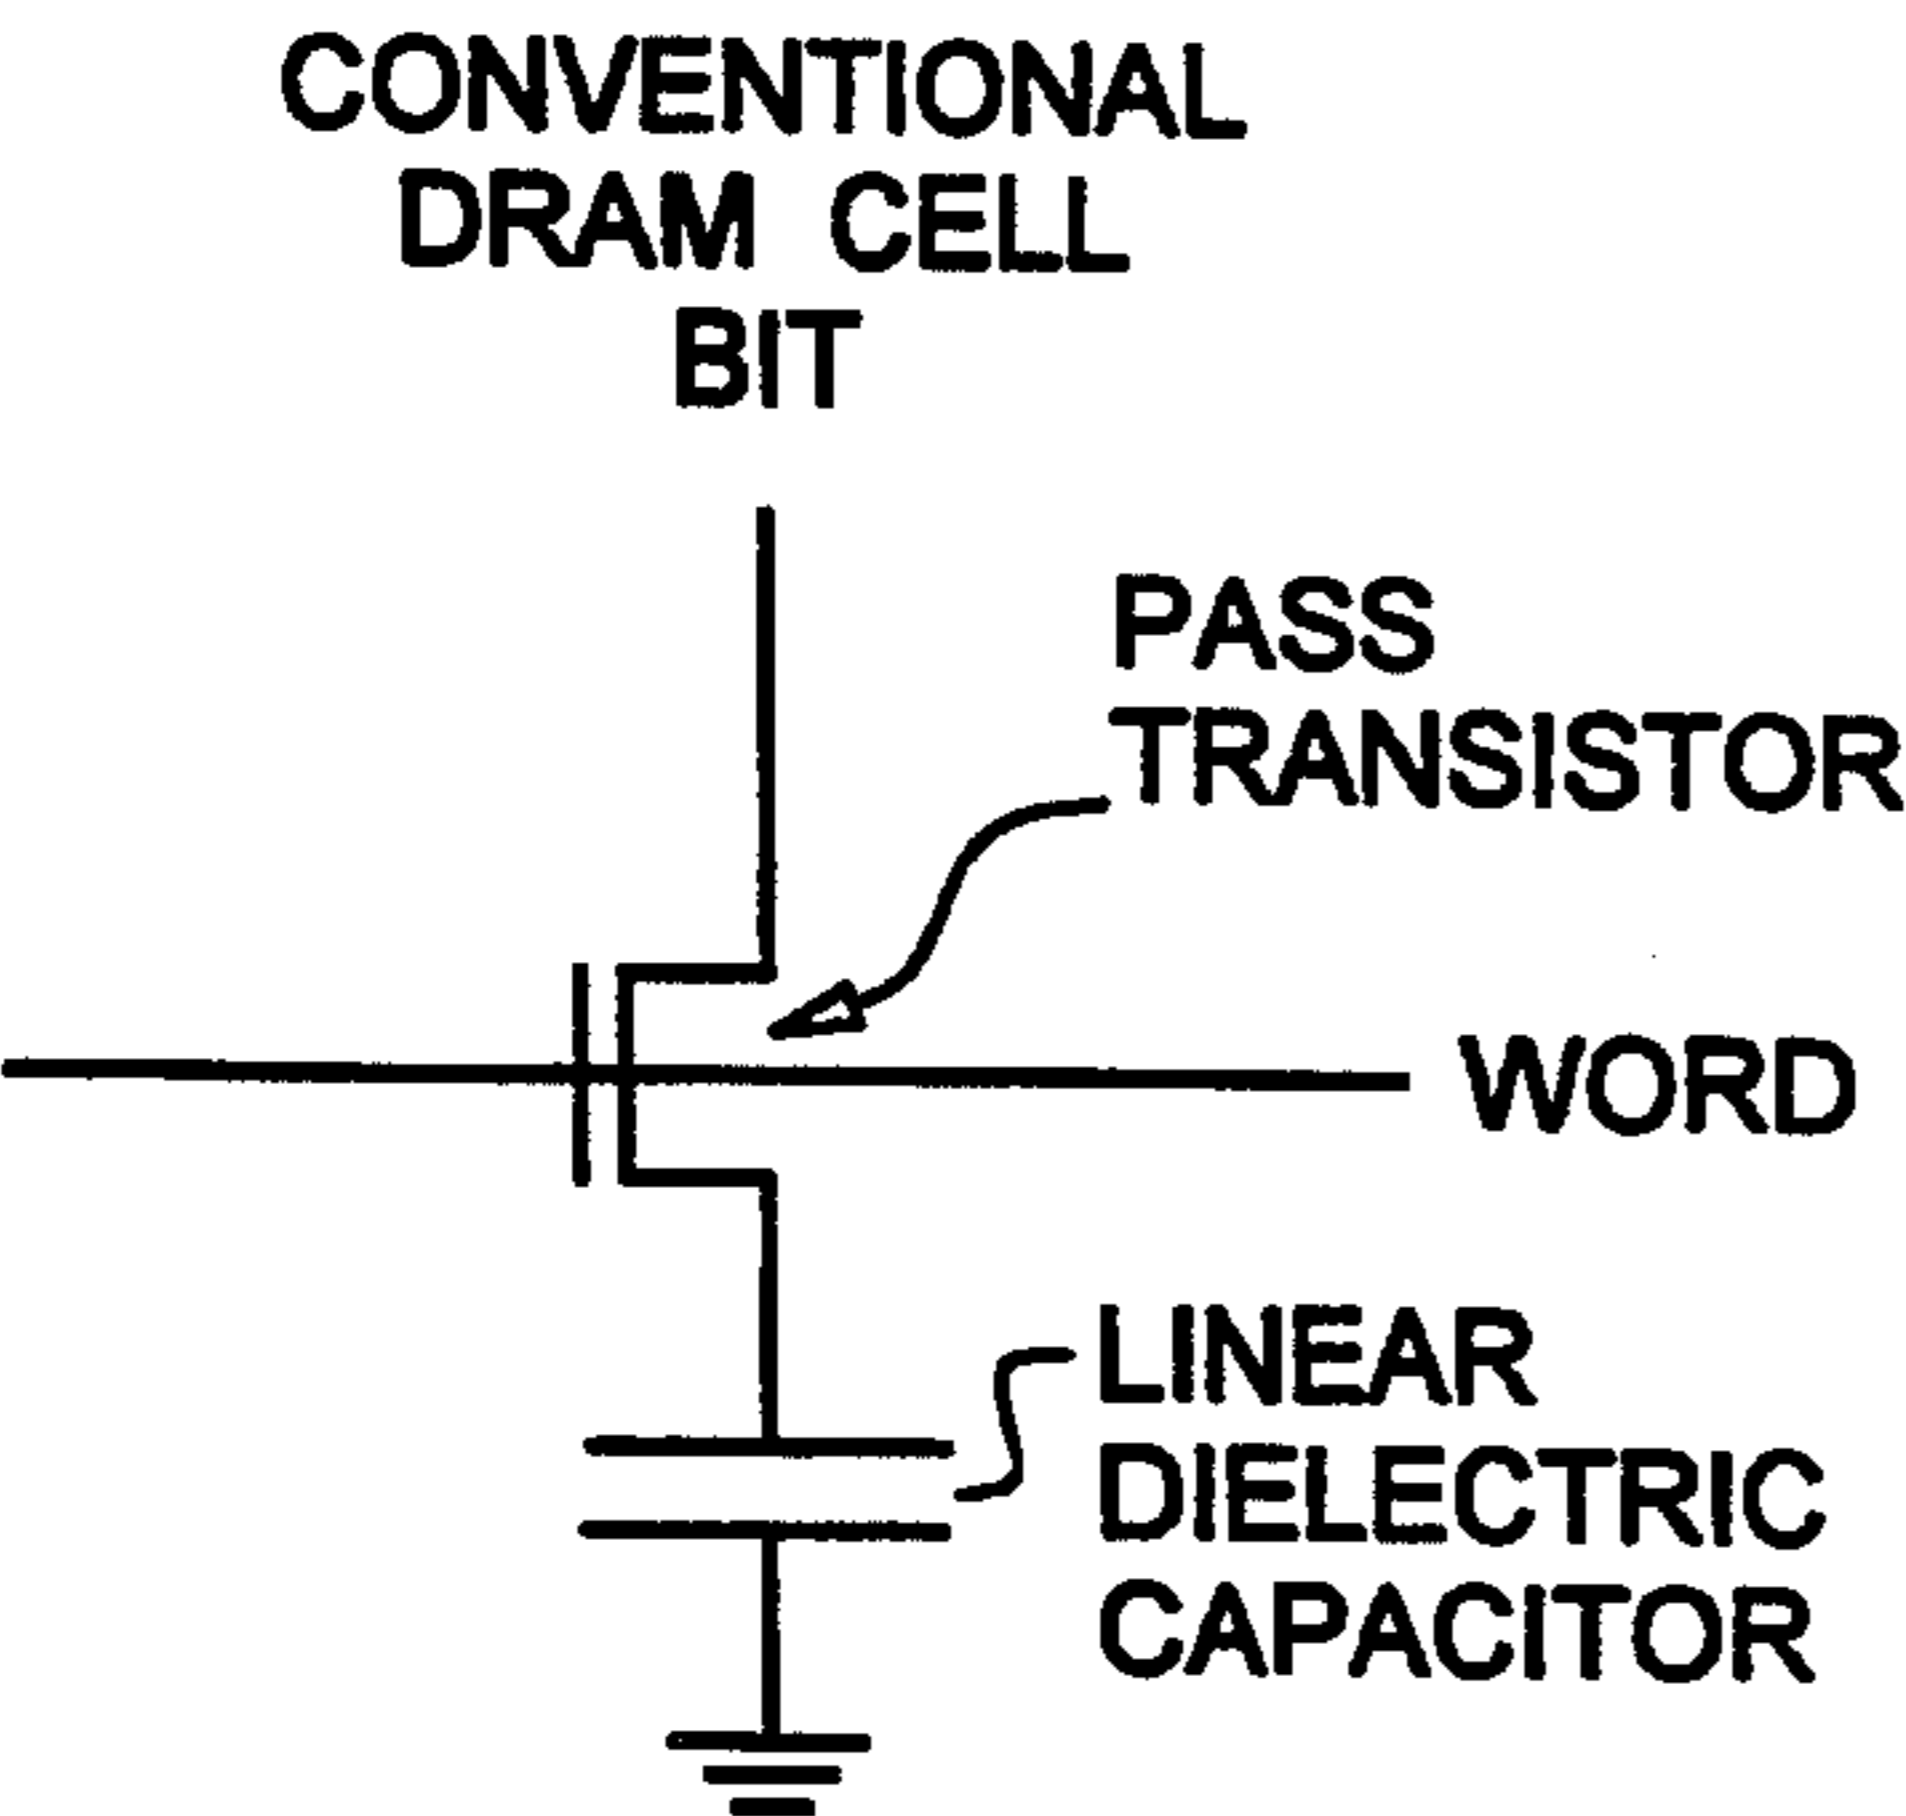 CONVENTIONAL
DRAM CELL
BIT
PASS
TRANSISTOR
WORD
LINEAR
DIELECTRIC
CAPACITOR